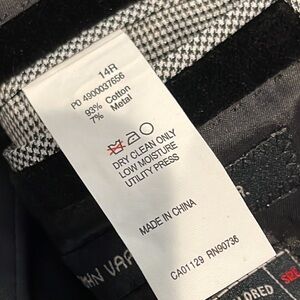 14R
PO 4900037656
93% Cotton
7% Metal
DRY CLEAN ONLY
LOW MOISTURE
UTILITY PRESS
MADE IN CHINA
CA01129 RN90736